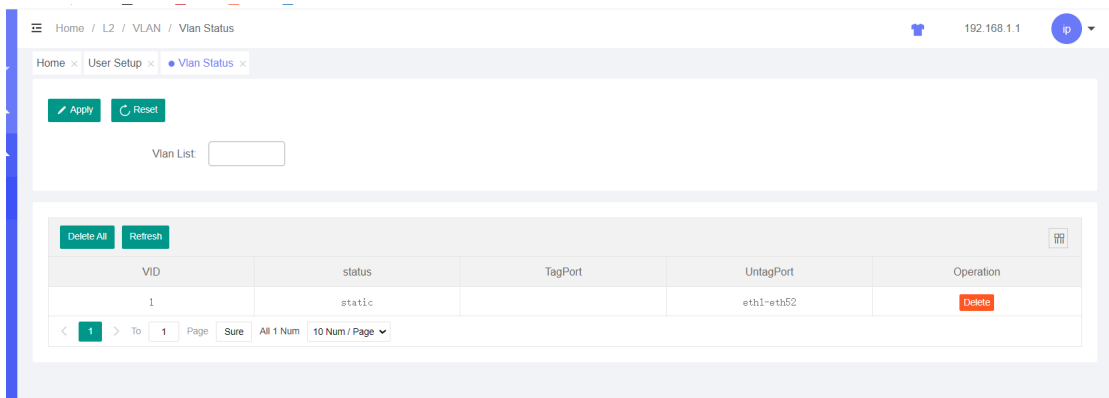 Home / L2 / VLAN / Vlan Status 192.168.1.1 ip
Home × User Setup × Vlan Status ×
Apply Reset
Vlan List:
Delete All Refresh
VID status TagPort UntagPort Operation
1 static eth1-eth52 Delete
< 1 > To 1 Page Sure All 1 Num 10 Num / Page